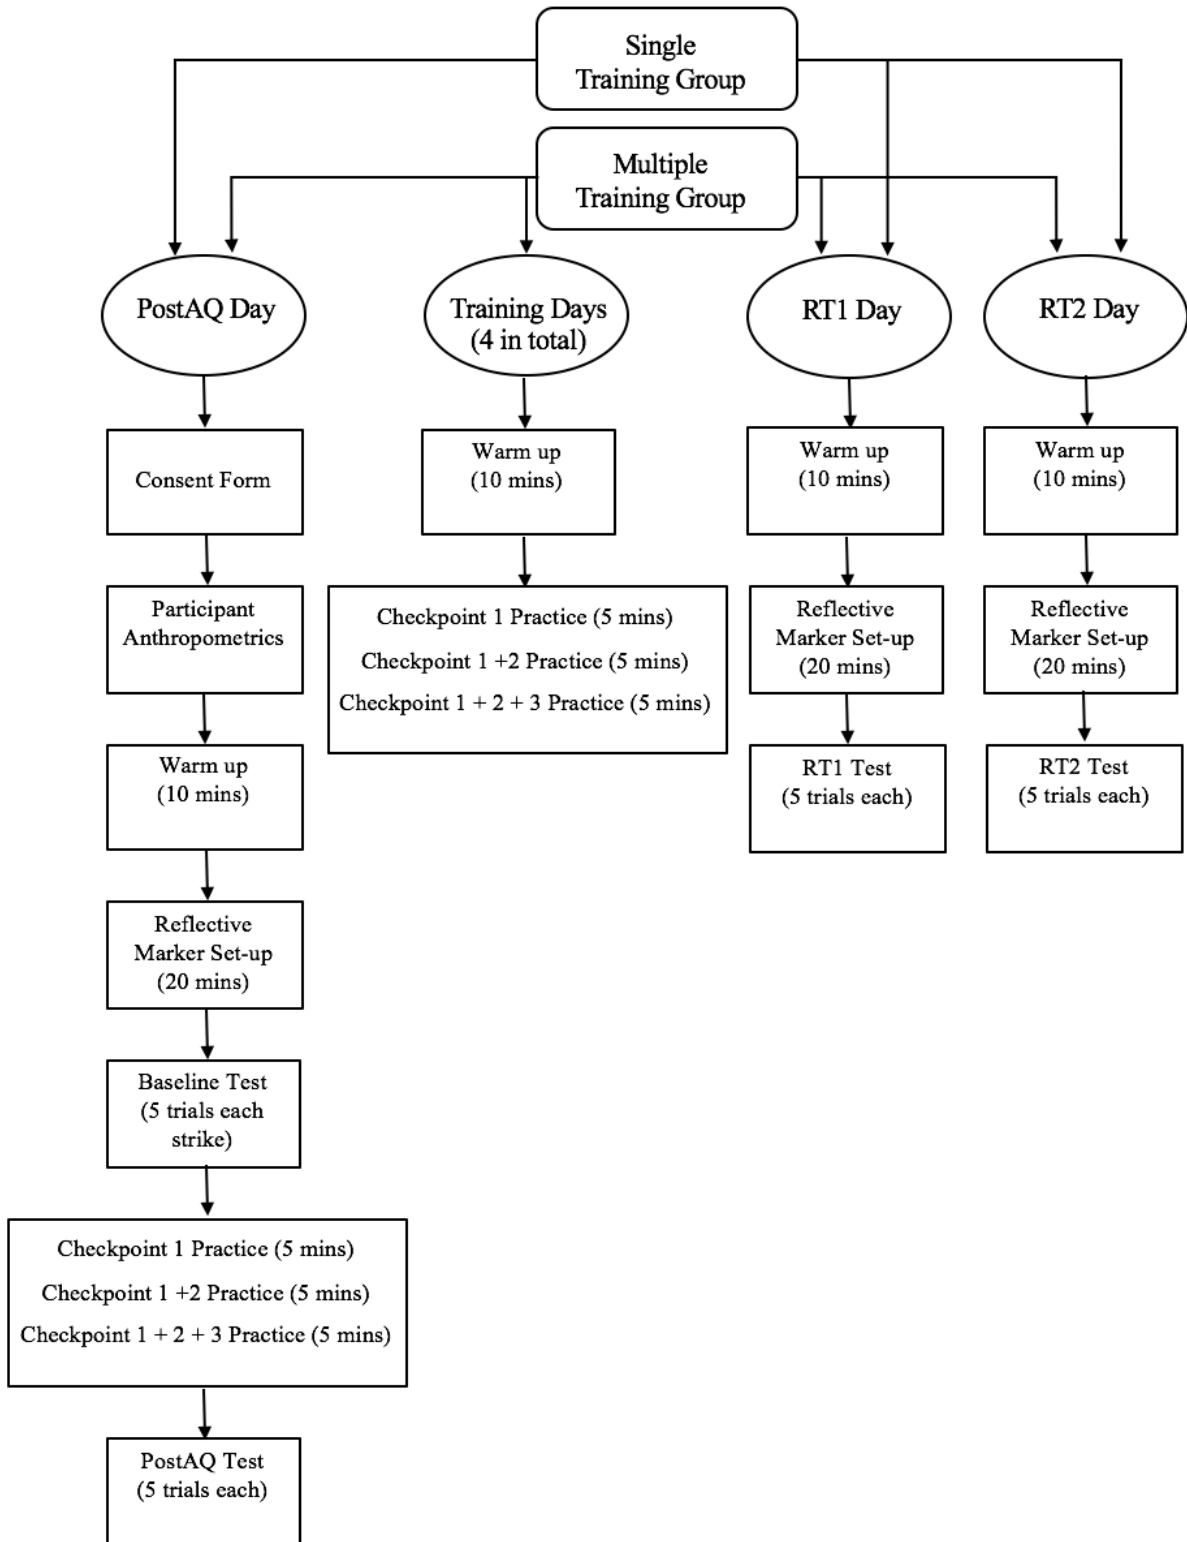 Single
Training Group
Multiple
Training Group
PostAQ Day
Training Days
(4 in total)
RT1 Day
RT2 Day
Consent Form
Warm up
(10 mins)
Warm up
(10 mins)
Warm up
(10 mins)
Participant
Anthropometrics
Checkpoint 1 Practice (5 mins)
Checkpoint 1 +2 Practice (5 mins)
Checkpoint 1 + 2 + 3 Practice (5 mins)
Reflective
Marker Set-up
(20 mins)
Reflective
Marker Set-up
(20 mins)
Warm up
(10 mins)
RT1 Test
(5 trials each)
RT2 Test
(5 trials each)
Reflective
Marker Set-up
(20 mins)
Baseline Test
(5 trials each
strike)
Checkpoint 1 Practice (5 mins)
Checkpoint 1 +2 Practice (5 mins)
Checkpoint 1 + 2 + 3 Practice (5 mins)
PostAQ Test
(5 trials each)